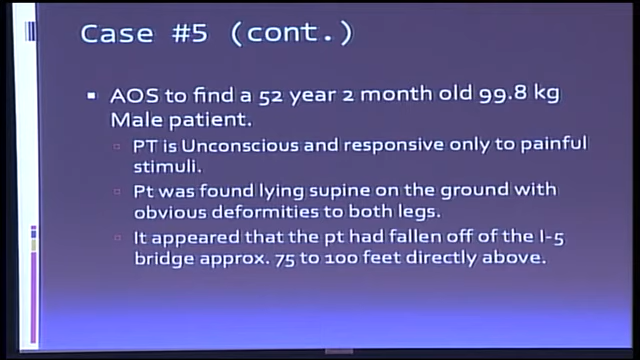 Case #5 (cont.)
AOS to find a 52 year 2 month old 99.8 kg
Male patient.
PT is Unconscious and responsive only to painful
stimuli.
Pt was found lying supine on the ground with
obvious deformities to both legs.
It appeared that the pt had fallen off of the I-5
bridge approx. 75 to 100 feet directly above.